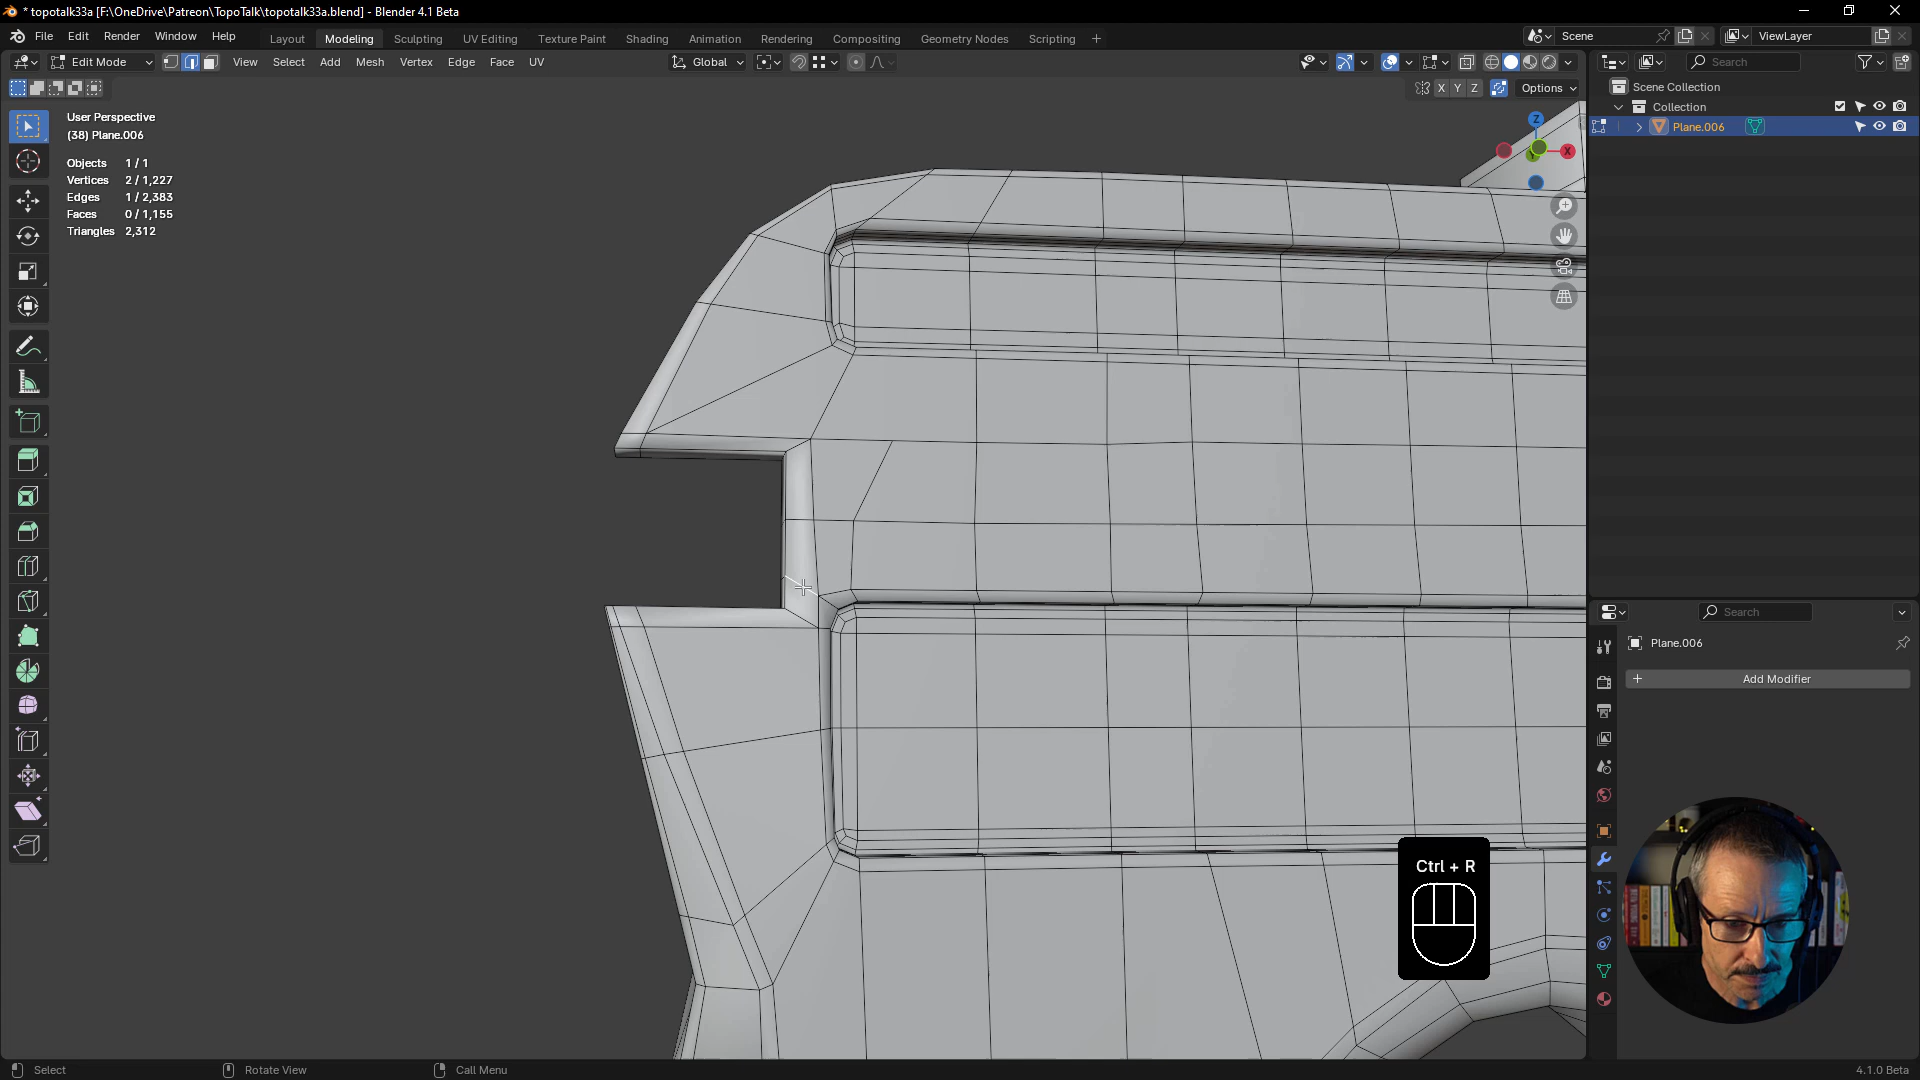 * topotalk33a [F:\OneDrive\Patreon\TopoTalk\topotalk33a.blend] - Blender 4.1 Beta
File Edit Render Window Help
Layout Modeling Sculpting UV Editing Texture Paint Shading Animation Rendering Compositing Geometry Nodes Scripting +
Scene
ViewLayer
Edit Mode
View Select Add Mesh Vertex Edge Face UV
Global
Search
X Y Z
Options
Scene Collection
Collection
Plane.006
User Perspective
(38) Plane.006
Objects 1 / 1
Vertices 2 / 1,227
Edges 1 / 2,383
Faces 0 / 1,155
Triangles 2,312
Z
X
Y
Search
Plane.006
+ Add Modifier
Ctrl + R
Select
Rotate View
Call Menu
4.1.0 Beta